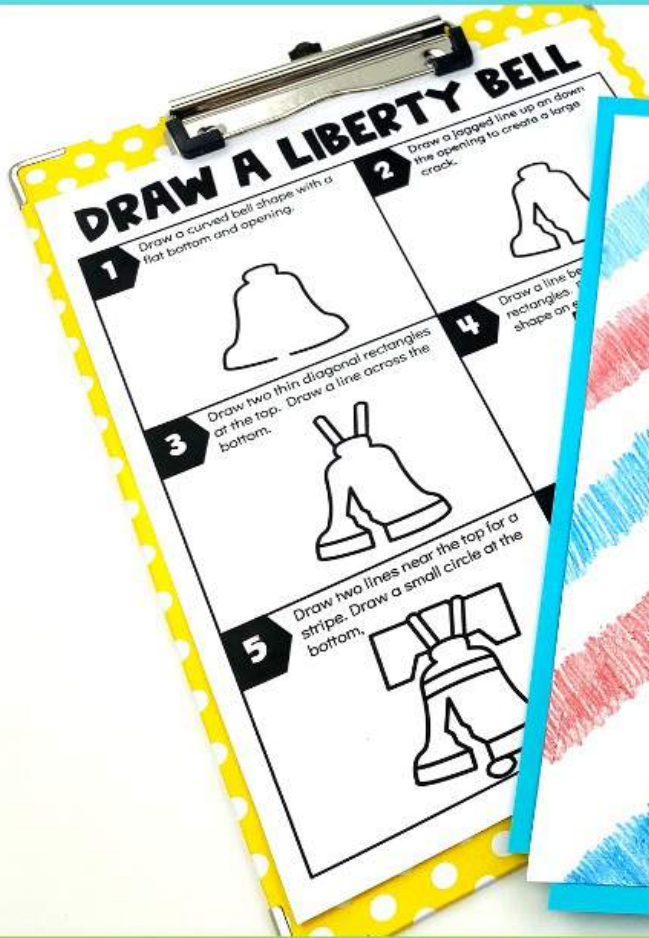 DRAW A LIBERTY BELL
1
Draw a curved bell shape with a
flat bottom and opening.
2
Draw a jagged line up an down
the opening to create a large
crack.
3
Draw two thin diagonal rectangles
at the top. Draw a line across the
bottom.
4
Draw a line
rectangles.
shape on
5
Draw two lines near the top for a
stripe. Draw a small circle at the
bottom,